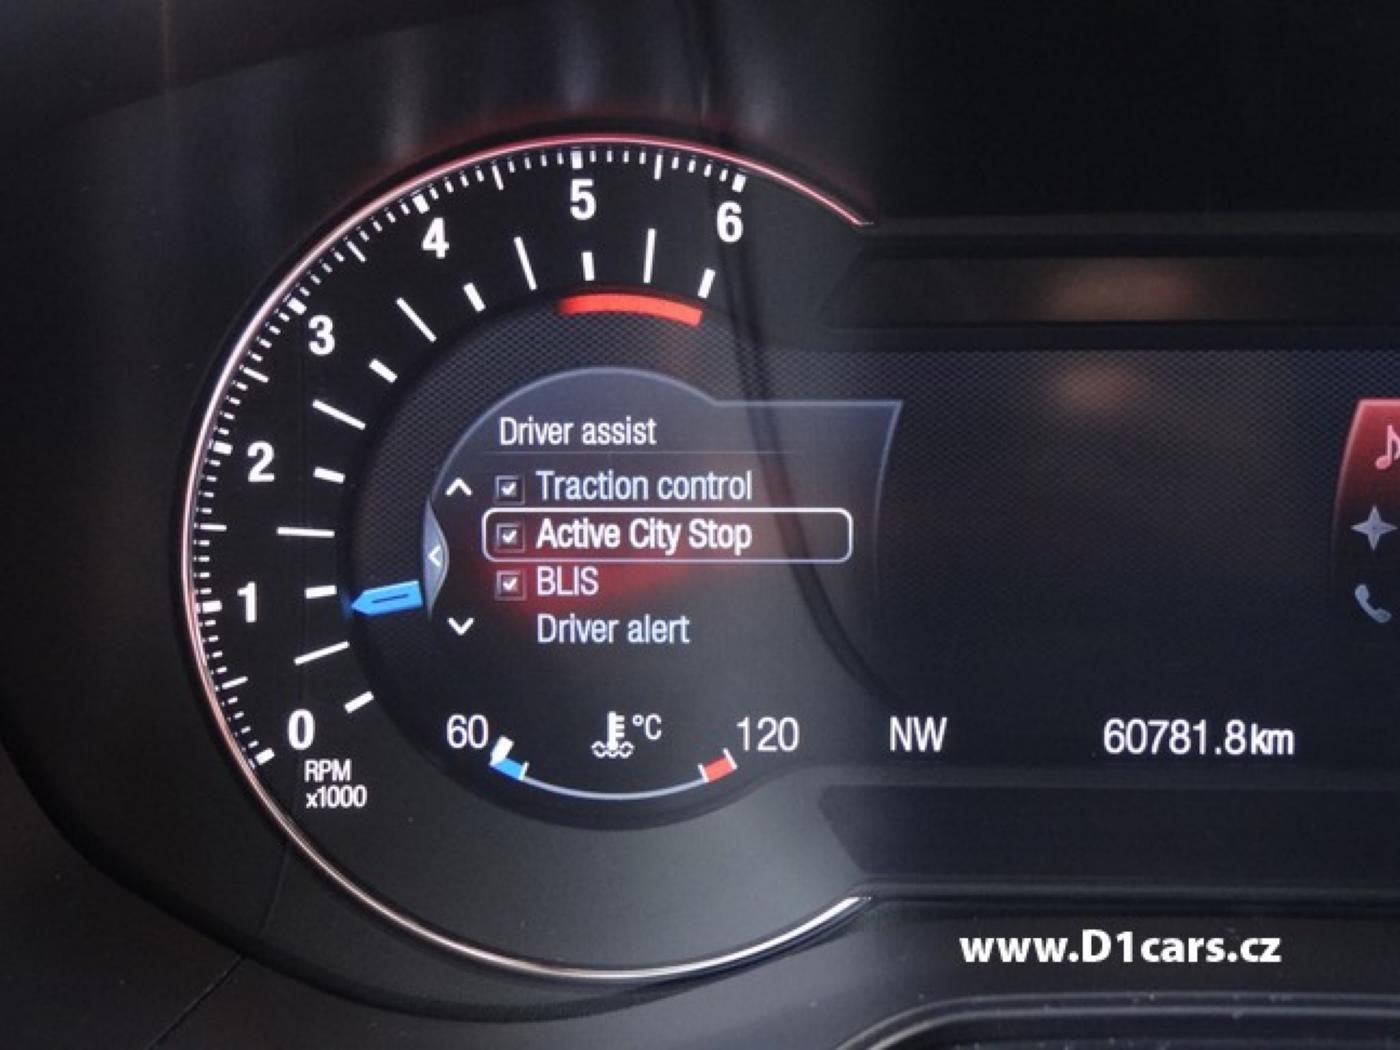 5
6
4
3
2
1
0
RPM
x1000
Driver assist
Traction control
Active City Stop
BLIS
Driver alert
60 °C 120
NW
60781.8km
www.D1cars.cz